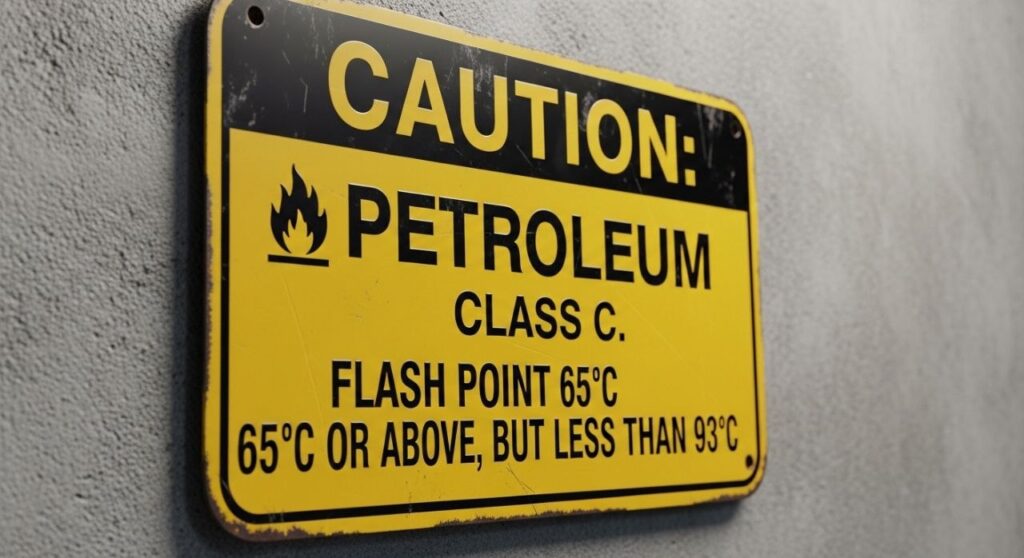 CAUTION:
PETROLEUM
CLASS C.
FLASH POINT 65°C
65°C OR ABOVE, BUT LESS THAN 93°C